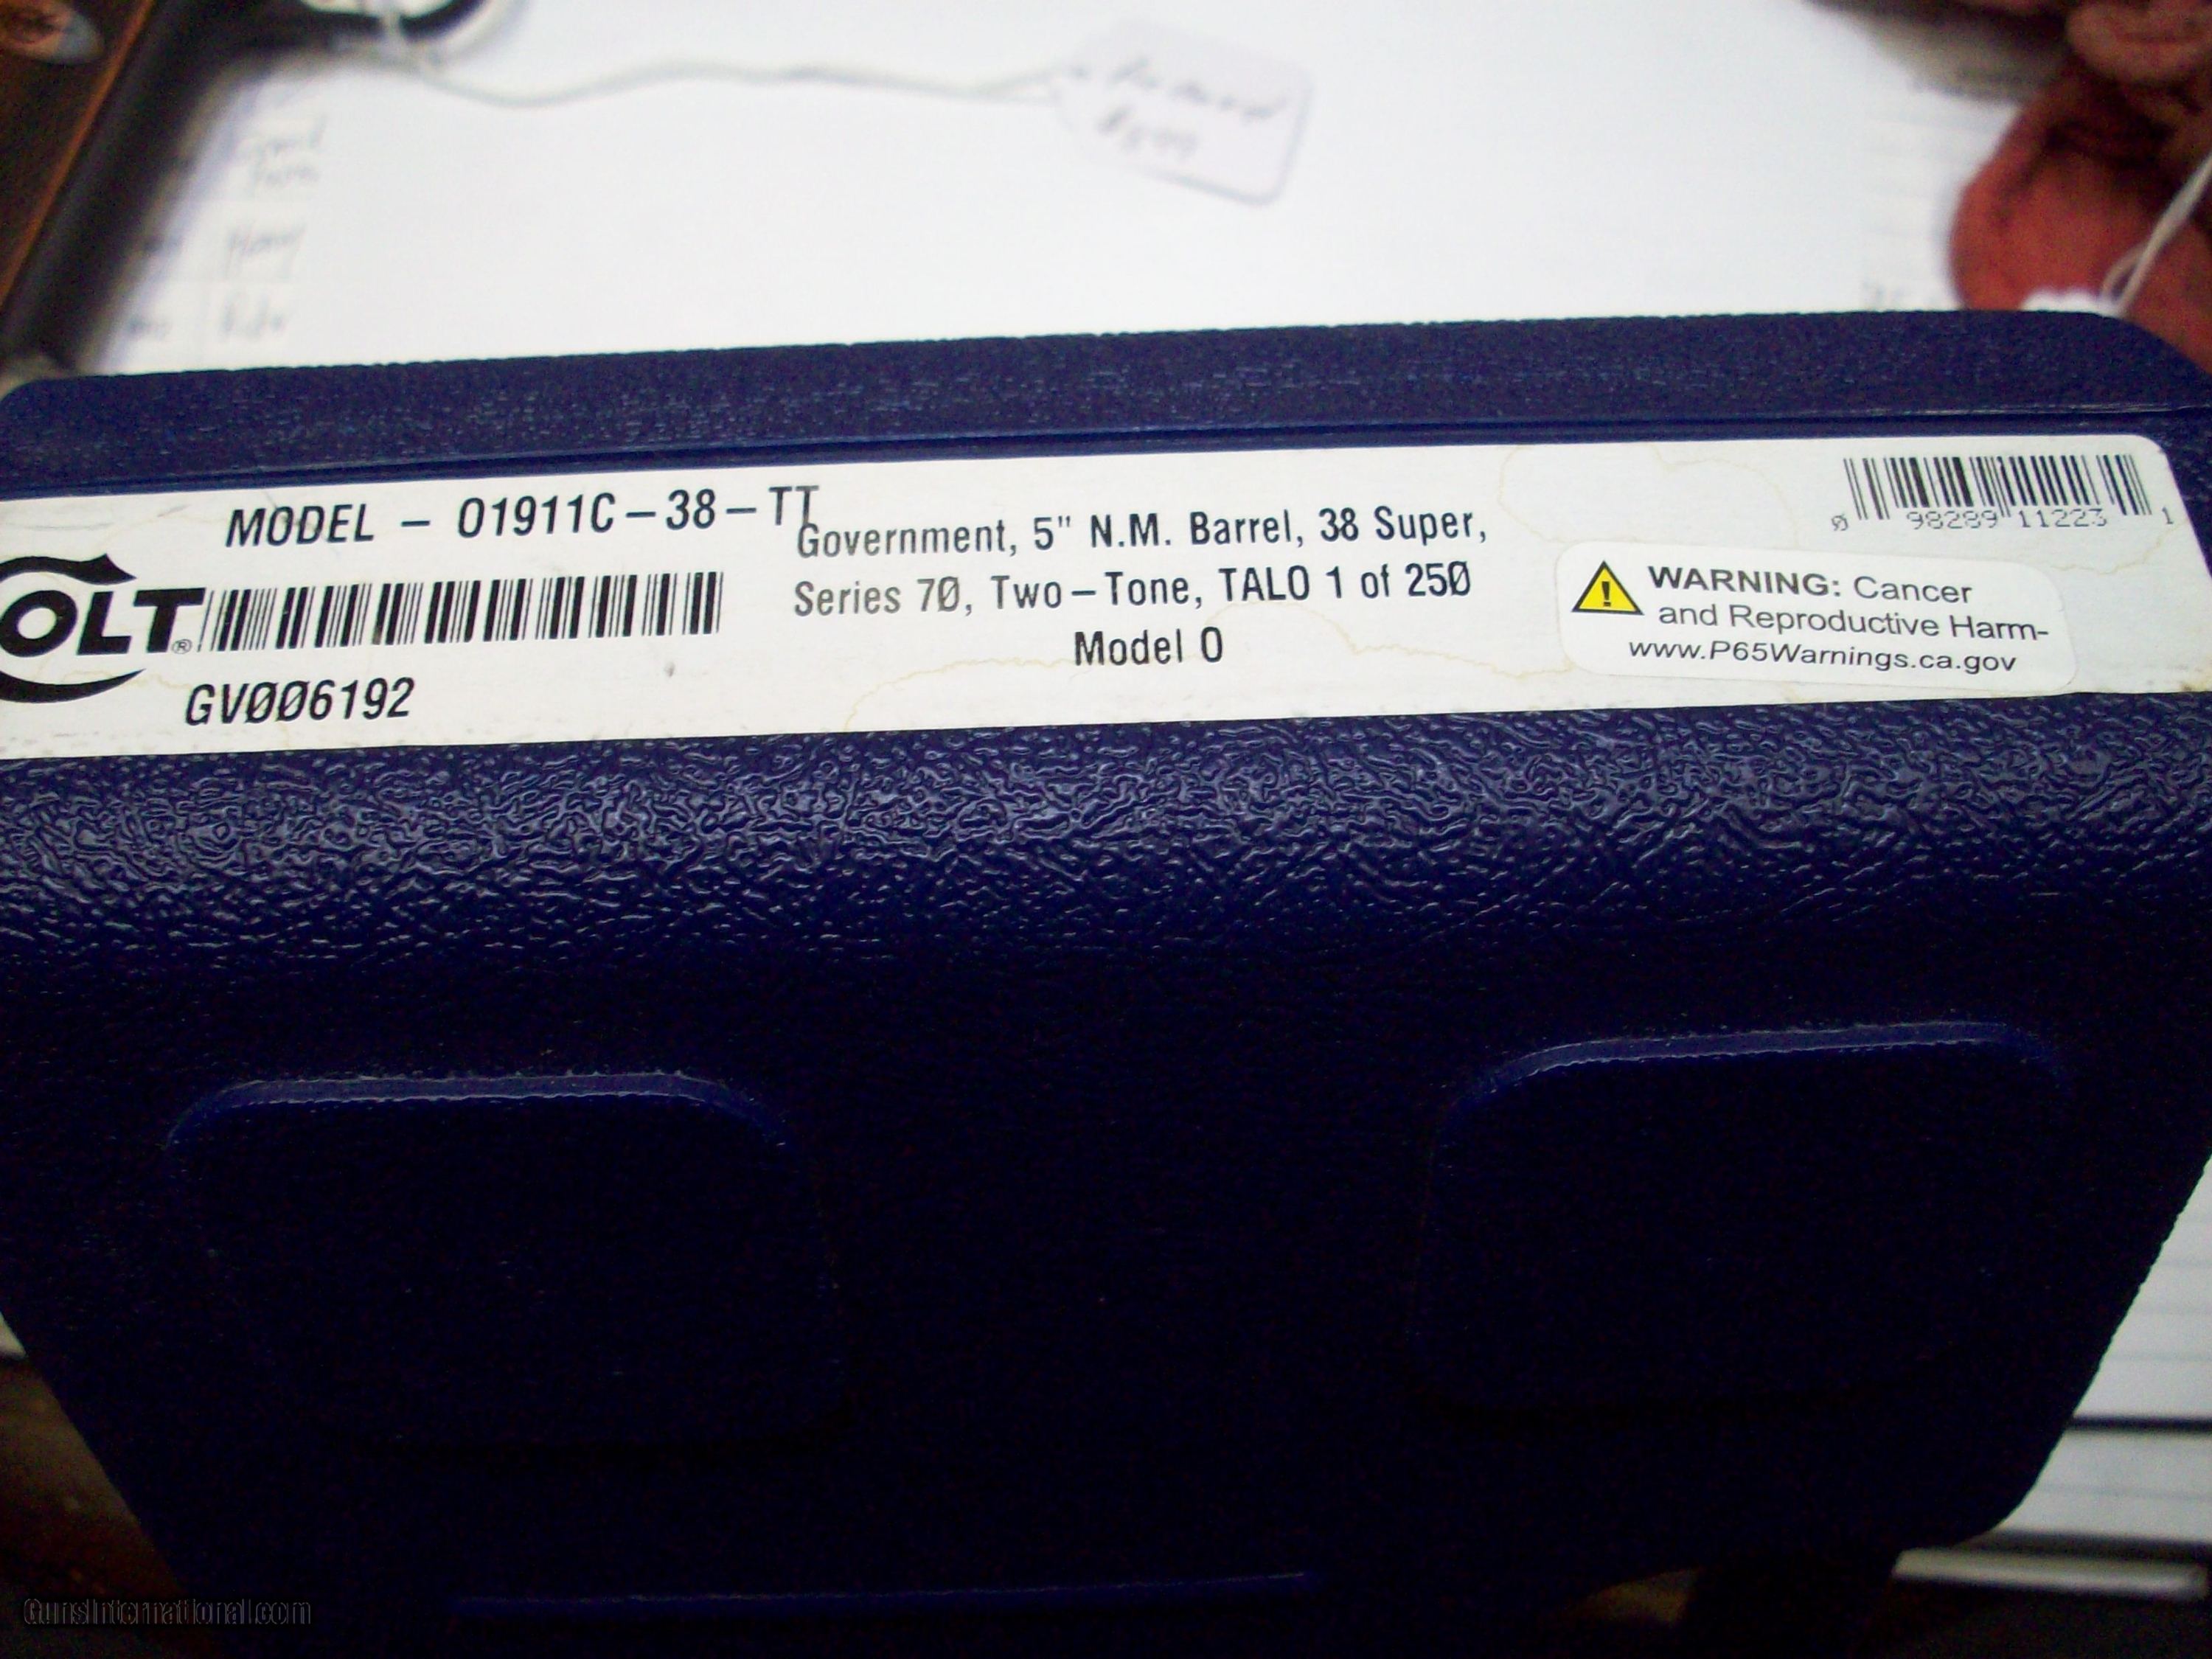 MODEL – O1911C–38–TT
Government, 5" N.M. Barrel, 38 Super,
Series 7Ø, Two–Tone, TALO 1 of 25Ø
Model O
COLT®
GVØØ6192
Ø 98289 11223 1
WARNING: Cancer
and Reproductive Harm-
www.P65Warnings.ca.gov
GunsInternational.com